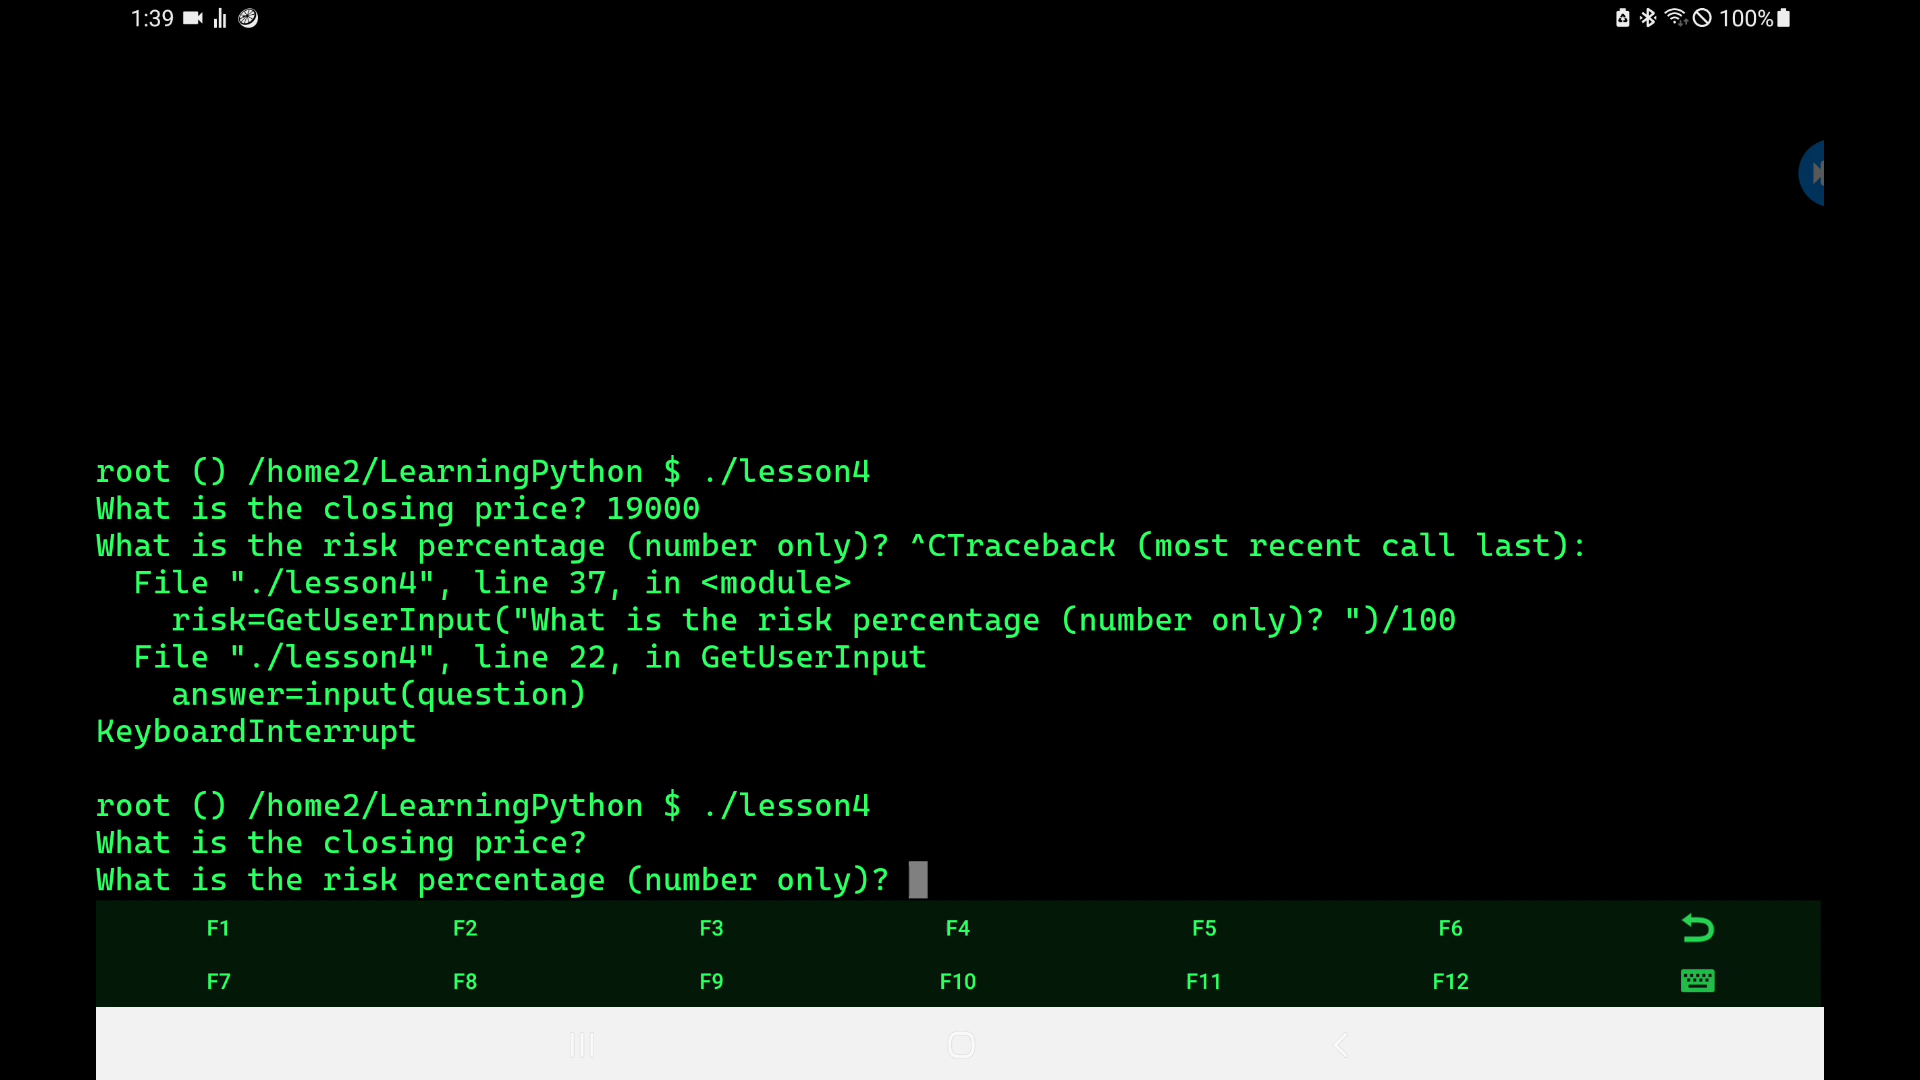 1:39
100%
root () /home2/LearningPython $ ./lesson4
What is the closing price? 19000
What is the risk percentage (number only)? ^CTraceback (most recent call last):
  File "./lesson4", line 37, in <module>
    risk=GetUserInput("What is the risk percentage (number only)? ")/100
  File "./lesson4", line 22, in GetUserInput
    answer=input(question)
KeyboardInterrupt
root () /home2/LearningPython $ ./lesson4
What is the closing price?
What is the risk percentage (number only)?
F1 F2 F3 F4 F5 F6
F7 F8 F9 F10 F11 F12